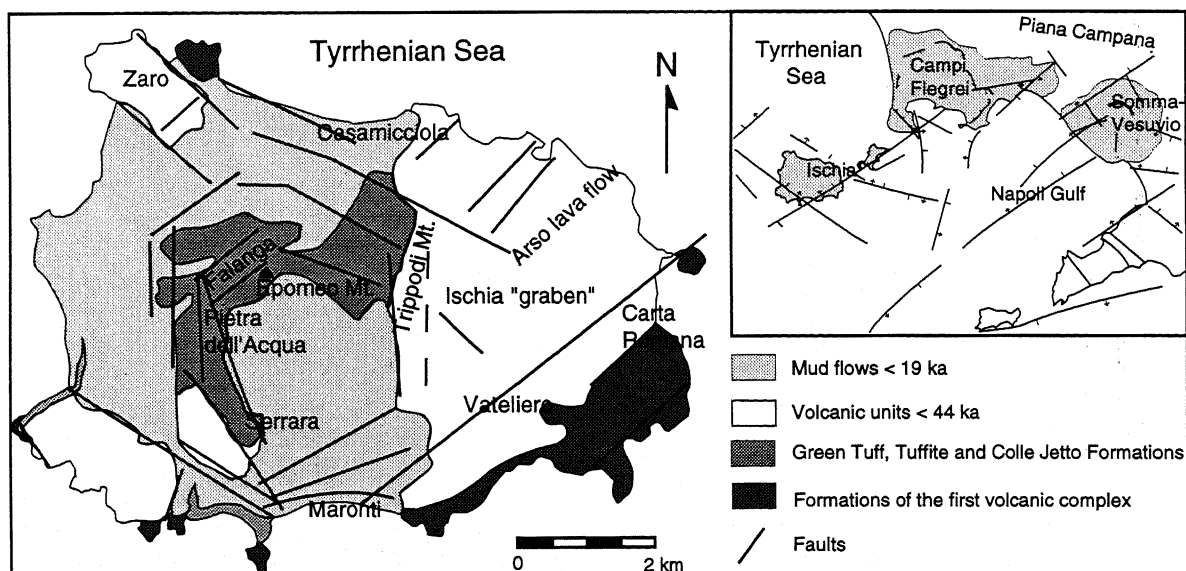 Tyrrhenian Sea
Zaro
N
Casamicciola
Arso lava flow
Trippodi Mt.
Falanga
Epomeo Mt.
Ischia "graben"
Pietra
dell'Acqua
Carta
Romana
Vateliero
Serrara
Maronti
0
2 km
Piana Campana
Tyrrhenian
Sea
Campi
Flegrei
Somma-
Vesuvio
Ischia
Napoli Gulf
Mud flows < 19 ka
Volcanic units < 44 ka
Green Tuff, Tuffite and Colle Jetto Formations
Formations of the first volcanic complex
Faults